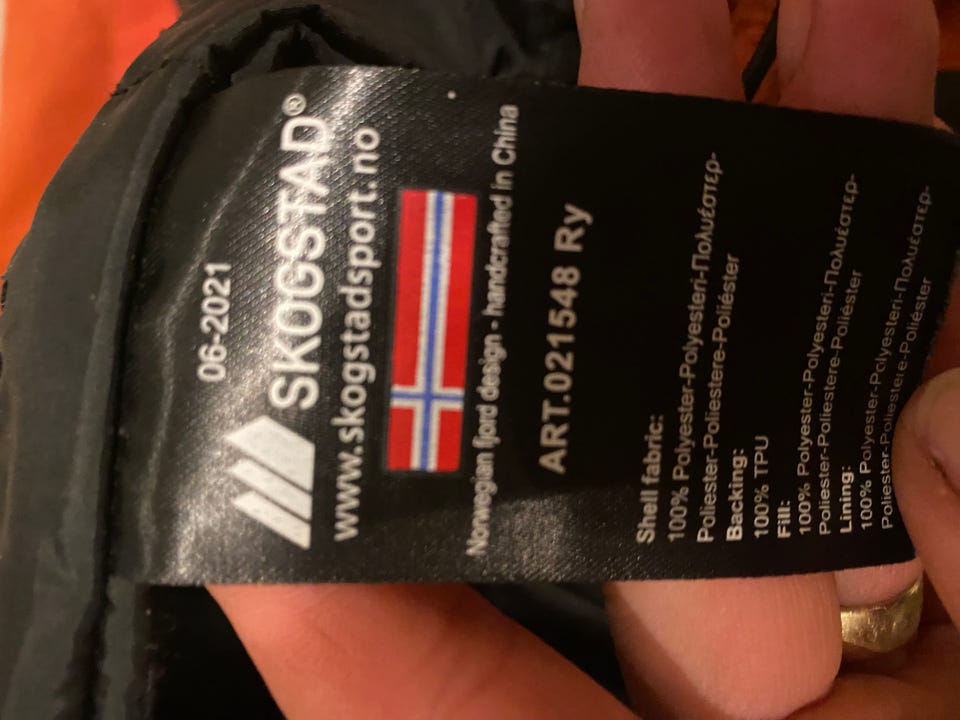 06-2021
SKOGSTAD®
www.skogstadsport.no
Norwegian fjord design - handcrafted in China
ART.021548 Ry
Shell fabric:
100% Polyester-Polyesteri-Πολυέστερ-
Poliester-Poliestere-Poliéster
Backing:
100% TPU
Fill:
100% Polyester-Polyesteri-Πολυέστερ-
Poliester-Poliestere-Poliéster
Lining:
100% Polyester-Polyesteri-Πολυέστερ-
Poliester-Poliestere-Poliéster